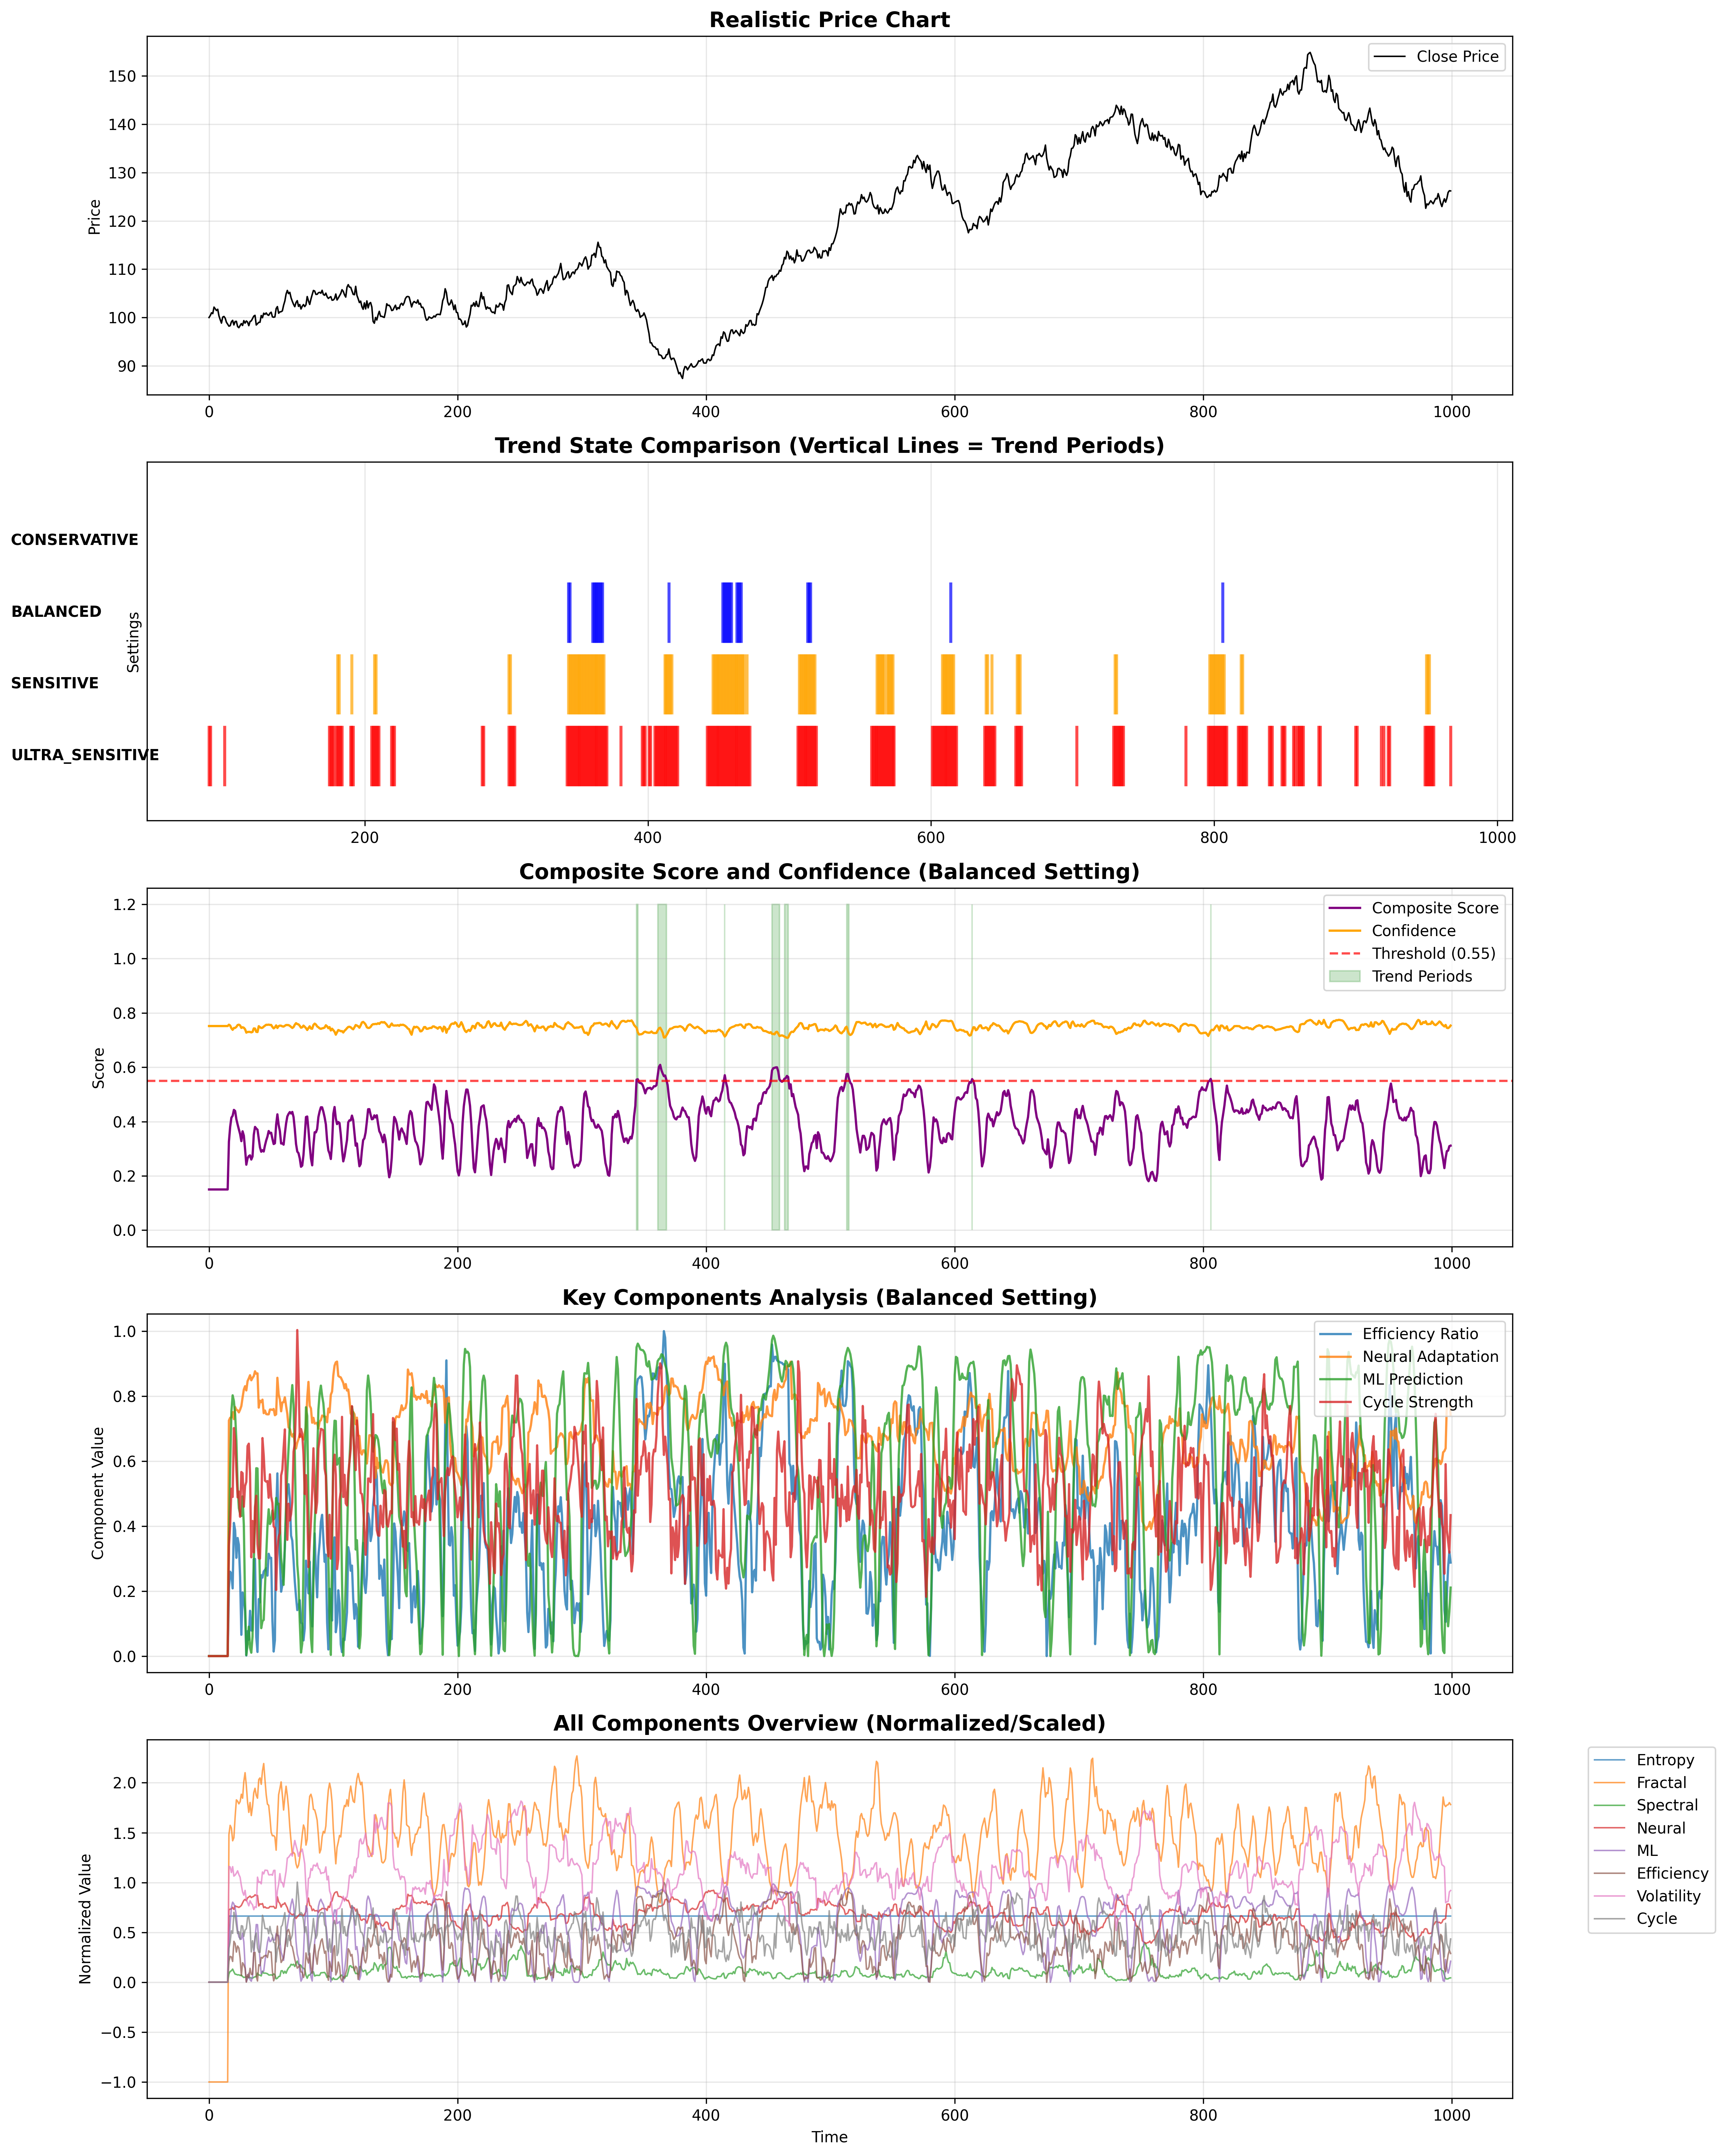 Realistic Price Chart
Close Price
150
140
130
120
110
100
90
Price
0 200 400 600 800 1000
Trend State Comparison (Vertical Lines = Trend Periods)
CONSERVATIVE
BALANCED
SENSITIVE
ULTRA_SENSITIVE
Settings
200 400 600 800 1000
Composite Score and Confidence (Balanced Setting)
Composite Score
Confidence
Threshold (0.55)
Trend Periods
1.2
1.0
0.8
0.6
0.4
0.2
0.0
Score
0 200 400 600 800 1000
Key Components Analysis (Balanced Setting)
Efficiency Ratio
Neural Adaptation
ML Prediction
Cycle Strength
1.0
0.8
0.6
0.4
0.2
0.0
Component Value
0 200 400 600 800 1000
All Components Overview (Normalized/Scaled)
Entropy
Fractal
Spectral
Neural
ML
Efficiency
Volatility
Cycle
2.0
1.5
1.0
0.5
0.0
−0.5
−1.0
Normalized Value
0 200 400 600 800 1000
Time